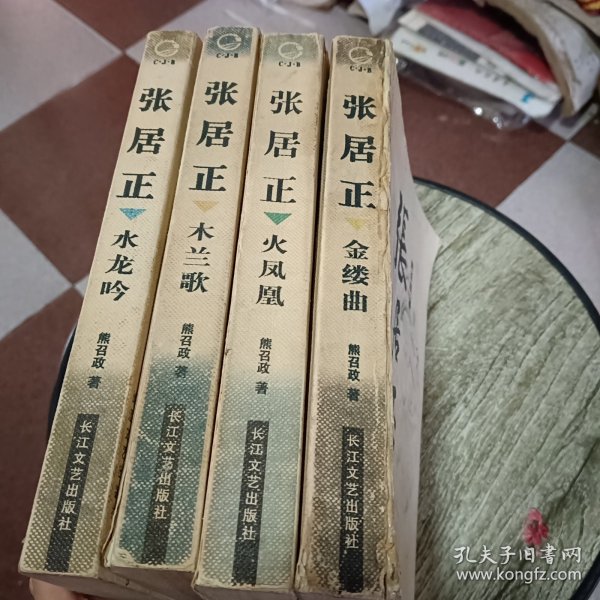 C·J·B
张居正
水龙吟
熊召政 著
长江文艺出版社
C·J·B
张居正
木兰歌
熊召政 著
长江文艺出版社
C·J·B
张居正
火凤凰
熊召政 著
长江文艺出版社
C·J·B
张居正
金缕曲
熊召政 著
长江文艺出版社
孔夫子旧书网
www.kongfz.com